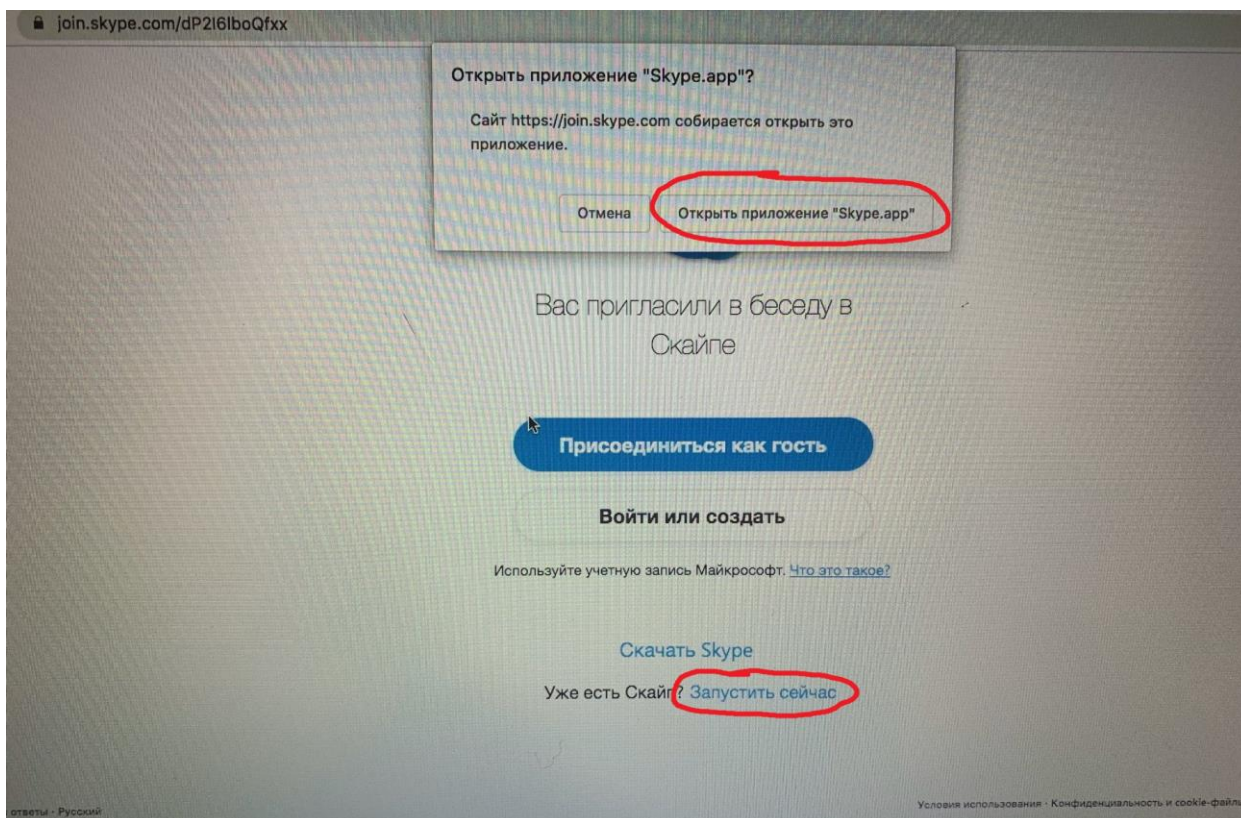 join.skype.com/dP2l6lboQfxx
Открыть приложение "Skype.app"?
Сайт https://join.skype.com собирается открыть это
приложение.
Отмена
Открыть приложение "Skype.app"
Вас пригласили в беседу в
Скайпе
Присоединиться как гость
Войти или создать
Используйте учетную запись Майкрософт. Что это такое?
Скачать Skype
Уже есть Скайп? Запустить сейчас
ответы · Русский
Условия использования · Конфиденциальность и cookie-файлы